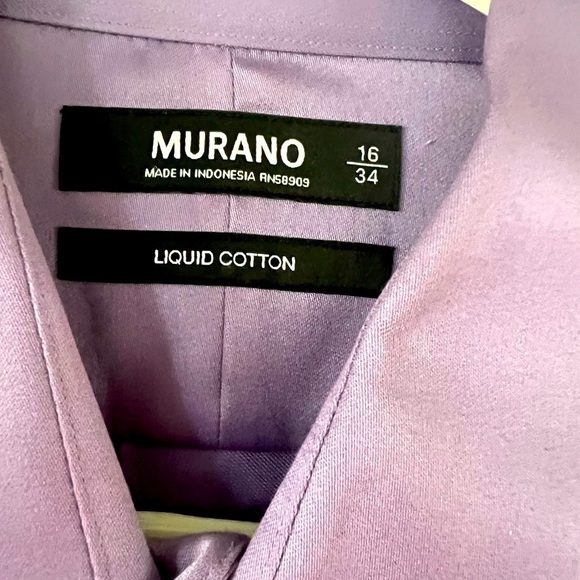 MURANO
MADE IN INDONESIA RN58909
16
34
LIQUID COTTON